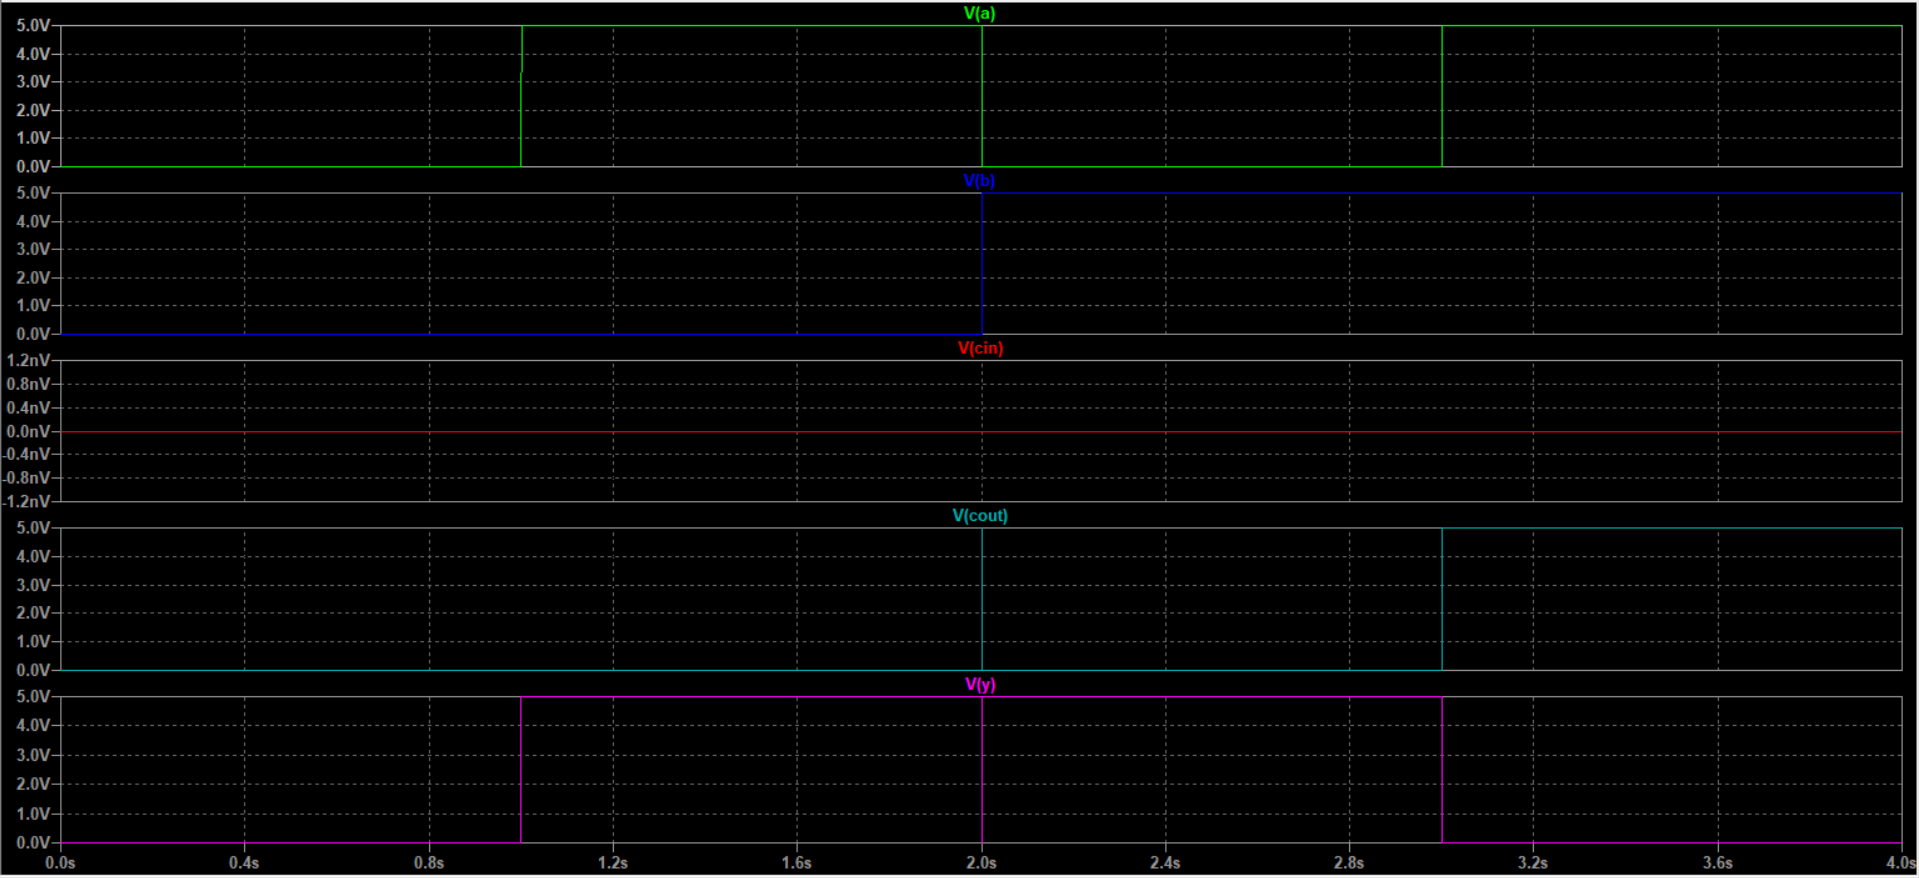 V(a)
5.0V
4.0V
3.0V
2.0V
1.0V
0.0V
V(b)
5.0V
4.0V
3.0V
2.0V
1.0V
0.0V
V(cin)
1.2nV
0.8nV
0.4nV
0.0nV
-0.4nV
-0.8nV
-1.2nV
V(cout)
5.0V
4.0V
3.0V
2.0V
1.0V
0.0V
V(y)
5.0V
4.0V
3.0V
2.0V
1.0V
0.0V
0.0s 0.4s 0.8s 1.2s 1.6s 2.0s 2.4s 2.8s 3.2s 3.6s 4.0s